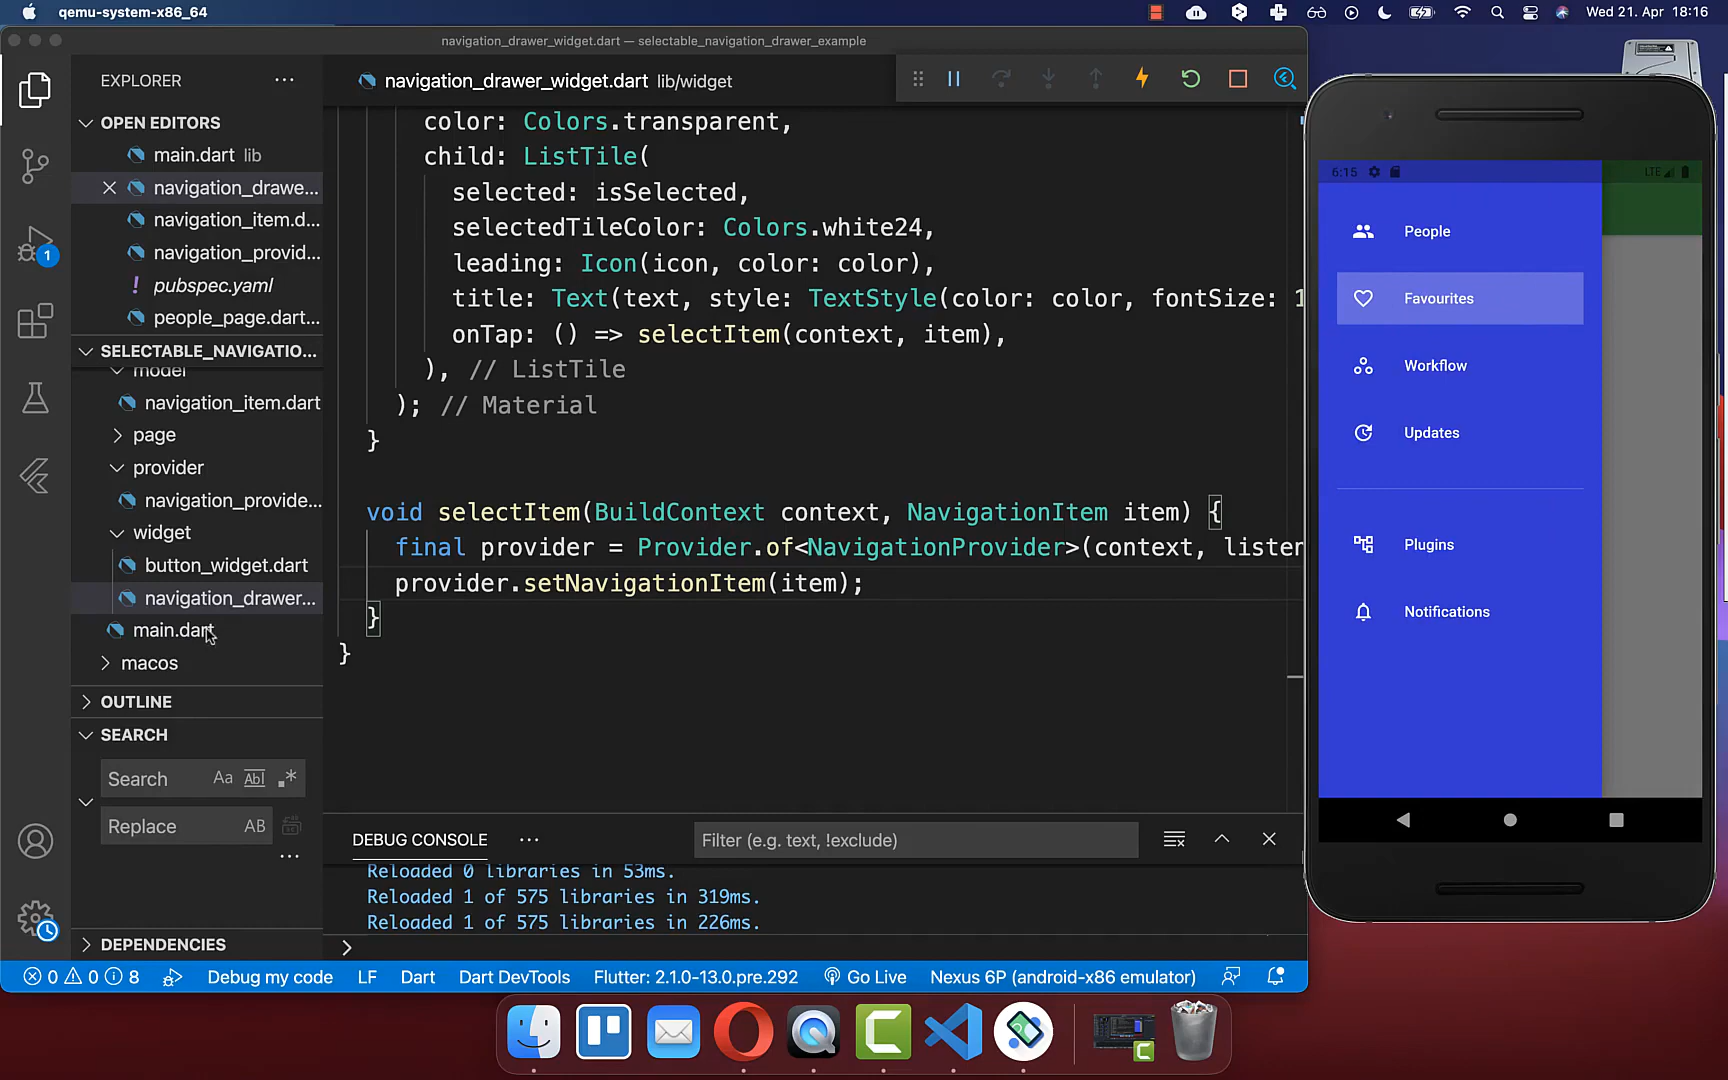 qemu-system-x86_64
Wed 21. Apr 18:16
navigation_drawer_widget.dart — selectable_navigation_drawer_example
EXPLORER
OPEN EDITORS
main.dart lib
navigation_drawe...
navigation_item.d...
navigation_provid...
! pubspec.yaml
people_page.dart...
SELECTABLE_NAVIGATIO...
model
navigation_item.dart
page
provider
navigation_provide...
widget
button_widget.dart
navigation_drawer...
main.dart
macos
OUTLINE
SEARCH
Search Aa Abl .*
Replace AB
...
DEPENDENCIES
navigation_drawer_widget.dart lib/widget
color: Colors.transparent,
child: ListTile(
selected: isSelected,
selectedTileColor: Colors.white24,
leading: Icon(icon, color: color),
title: Text(text, style: TextStyle(color: color, fontSize: 1
onTap: () => selectItem(context, item),
), // ListTile
); // Material
}
void selectItem(BuildContext context, NavigationItem item) {
final provider = Provider.of<NavigationProvider>(context, listen
provider.setNavigationItem(item);
}
}
DEBUG CONSOLE
Filter (e.g. text, !exclude)
Reloaded 0 libraries in 53ms.
Reloaded 1 of 575 libraries in 319ms.
Reloaded 1 of 575 libraries in 226ms.
1
0 0 8 Debug my code LF Dart Dart DevTools Flutter: 2.1.0-13.0.pre.292 Go Live Nexus 6P (android-x86 emulator)
6:15 LTE
People
Favourites
Workflow
Updates
Plugins
Notifications